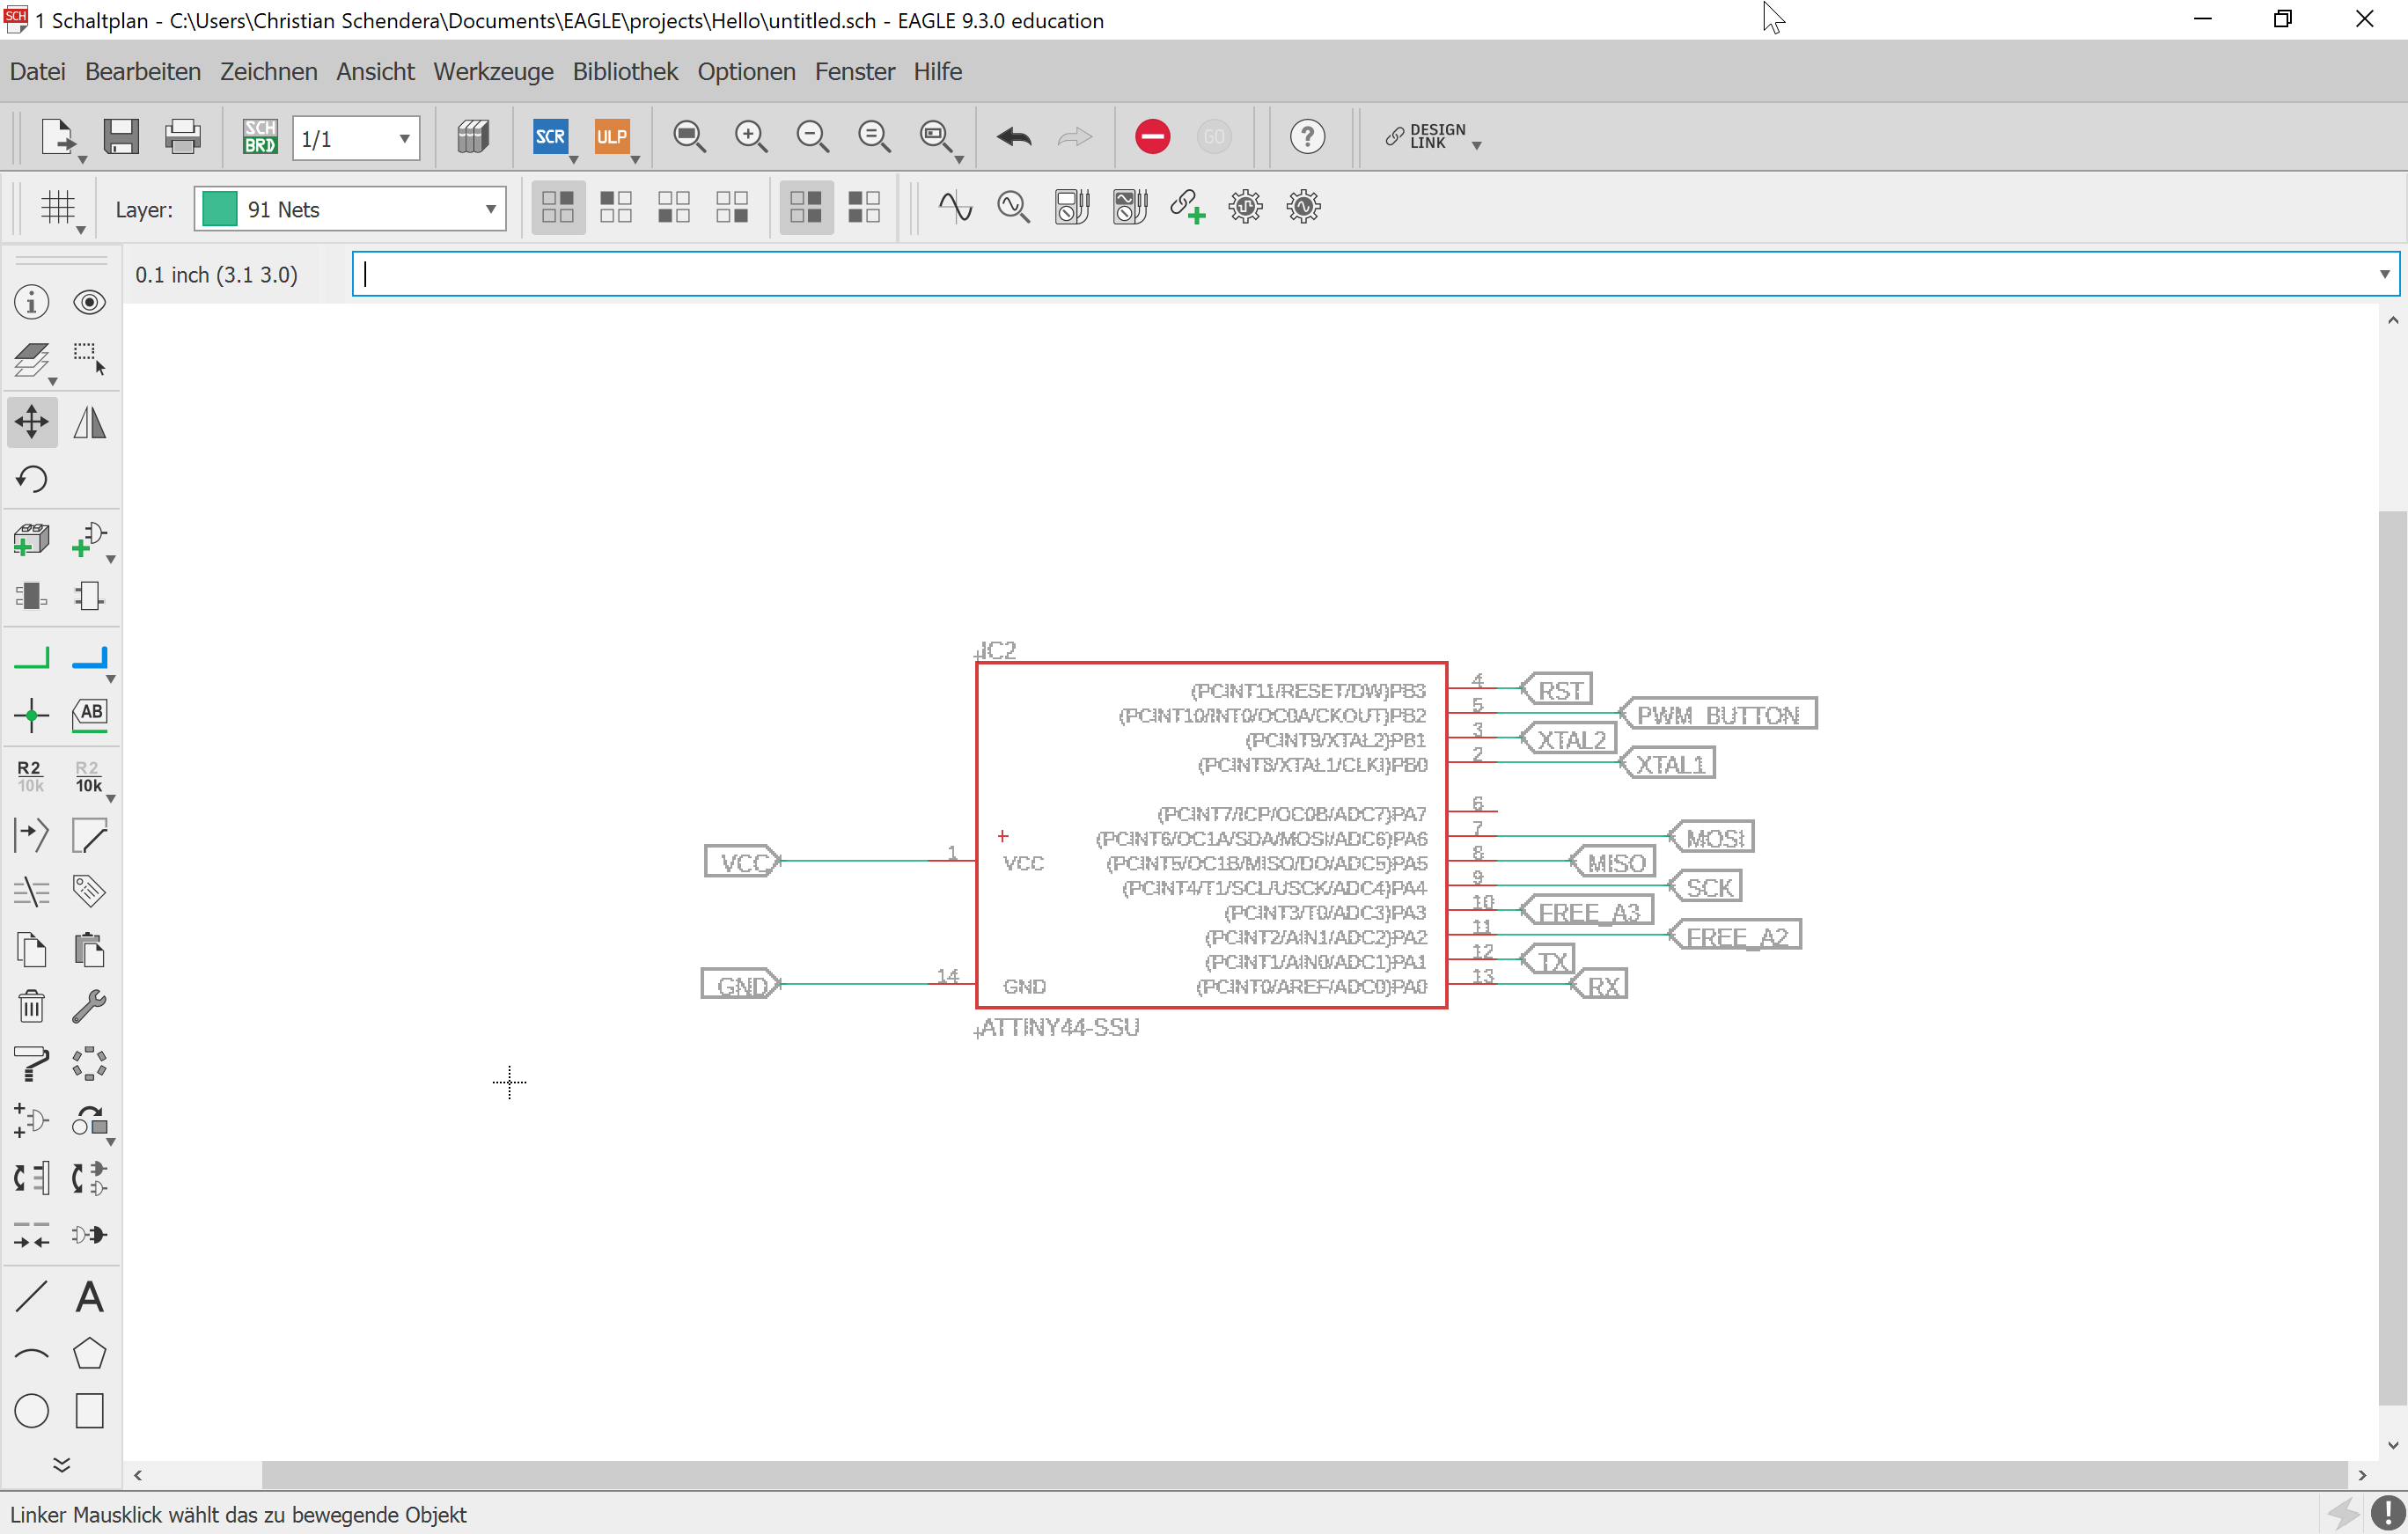 SCH 1 Schaltplan - C:\Users\Christian Schendera\Documents\EAGLE\projects\Hello\untitled.sch - EAGLE 9.3.0 education
Datei Bearbeiten Zeichnen Ansicht Werkzeuge Bibliothek Optionen Fenster Hilfe
SCH BRD 1/1 SCR ULP GO ? DESIGN LINK
Layer: 91 Nets
0.1 inch (3.1 3.0)
i
AB
R2 10k R2 10k
A
IC2
(PCINT11/RESET/DW)PB3 4 RST
(PCINT10/INT0/OC0A/CKOUT)PB2 5 PWM_BUTTON
(PCINT9/XTAL2)PB1 3 XTAL2
(PCINT8/XTAL1/CLKI)PB0 2 XTAL1
(PCINT7/ICP/OC0B/ADC7)PA7 6
(PCINT6/OC1A/SDA/MOSI/ADC6)PA6 7 MOSI
VCC 1 VCC (PCINT5/OC1B/MISO/DO/ADC5)PA5 8 MISO
(PCINT4/T1/SCL/USCK/ADC4)PA4 9 SCK
(PCINT3/T0/ADC3)PA3 10 FREE_A3
(PCINT2/AIN1/ADC2)PA2 11 FREE_A2
(PCINT1/AIN0/ADC1)PA1 12 TX
GND 14 GND (PCINT0/AREF/ADC0)PA0 13 RX
ATTINY44-SSU
Linker Mausklick wählt das zu bewegende Objekt